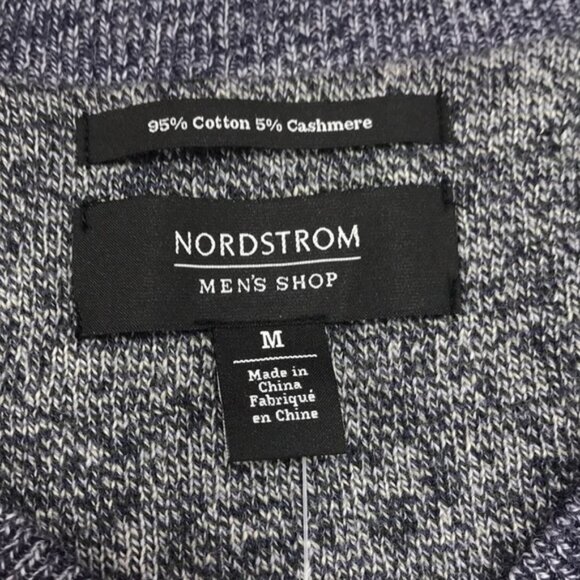 95% Cotton 5% Cashmere
NORDSTROM
MEN'S SHOP
M
Made in
China
Fabriqué
en Chine